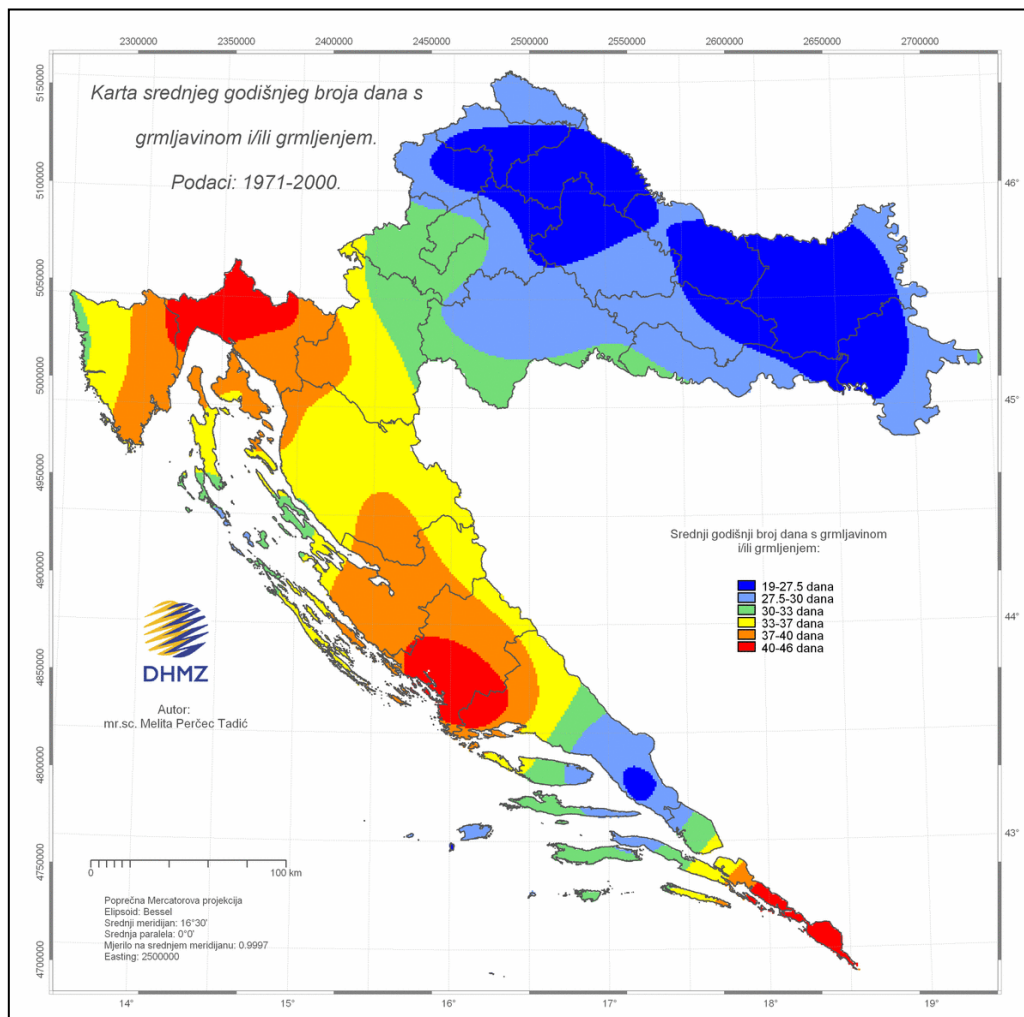 2300000 2350000 2400000 2450000 2500000 2550000 2600000 2650000 2700000
Karta srednjeg godišnjeg broja dana s
grmljavinom i/ili grmljenjem.
Podaci: 1971-2000.
5150000
5100000
5050000
5000000
4950000
4900000
4850000
4800000
4750000
4700000
46°
45°
44°
43°
Srednji godišnji broj dana s grmljavinom
i/ili grmljenjem:
19-27.5 dana
27.5-30 dana
30-33 dana
33-37 dana
37-40 dana
40-46 dana
DHMZ
Autor:
mr.sc. Melita Perčec Tadić
0 100 km
Poprečna Mercatorova projekcija
Elipsoid: Bessel
Srednji meridijan: 16°30'
Srednja paralela: 0°0'
Mjerilo na srednjem meridijanu: 0.9997
Easting: 2500000
14° 15° 16° 17° 18° 19°